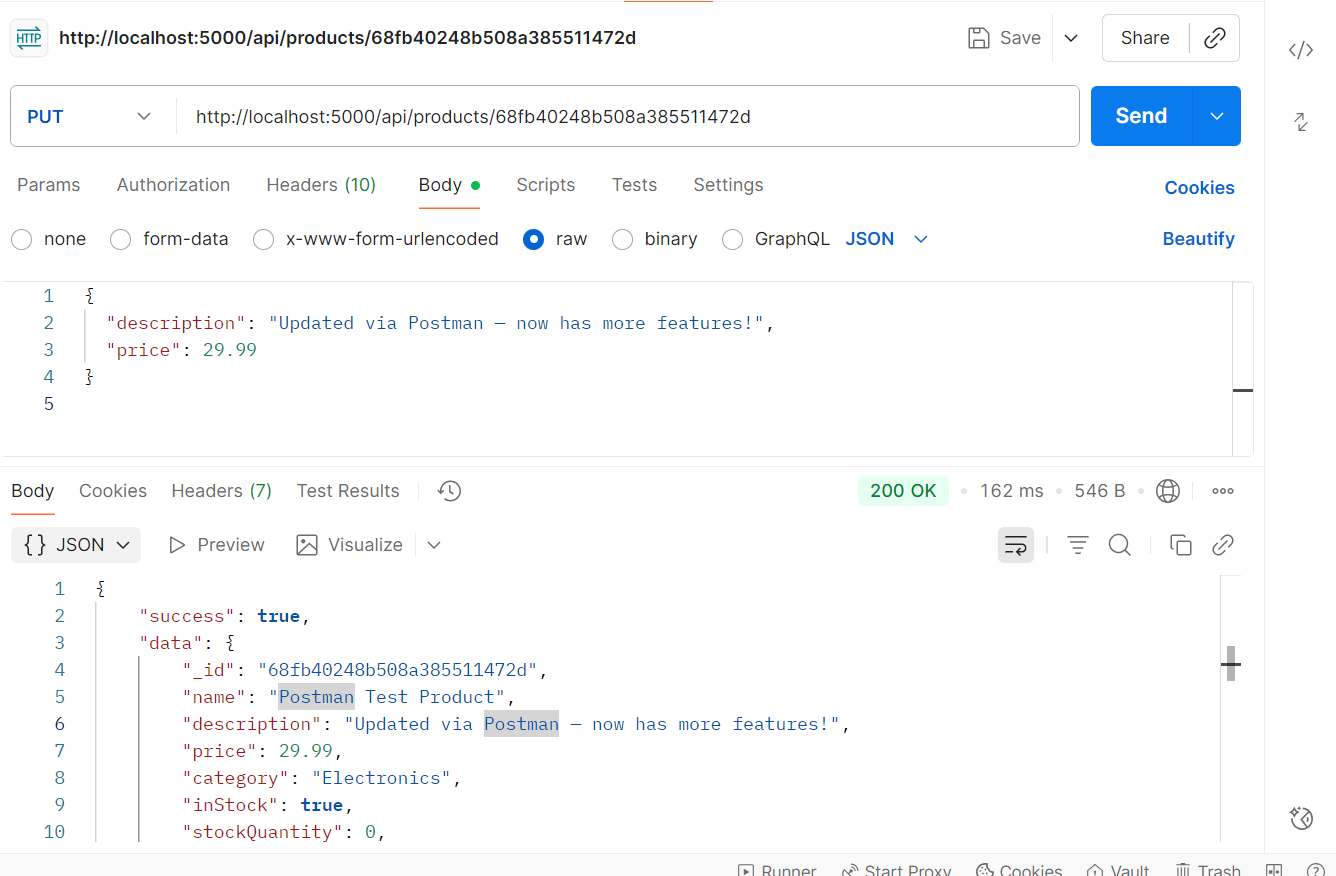 HTTP http://localhost:5000/api/products/68fb40248b508a385511472d Save Share
PUT http://localhost:5000/api/products/68fb40248b508a385511472d Send
Params Authorization Headers (10) Body Scripts Tests Settings Cookies
none form-data x-www-form-urlencoded raw binary GraphQL JSON Beautify
1 {
2 "description": "Updated via Postman — now has more features!",
3 "price": 29.99
4 }
5
Body Cookies Headers (7) Test Results 200 OK • 162 ms • 546 B •
{} JSON Preview Visualize
1 {
2 "success": true,
3 "data": {
4 "_id": "68fb40248b508a385511472d",
5 "name": "Postman Test Product",
6 "description": "Updated via Postman — now has more features!",
7 "price": 29.99,
8 "category": "Electronics",
9 "inStock": true,
10 "stockQuantity": 0,
Runner Start Proxy Cookies Vault Trash